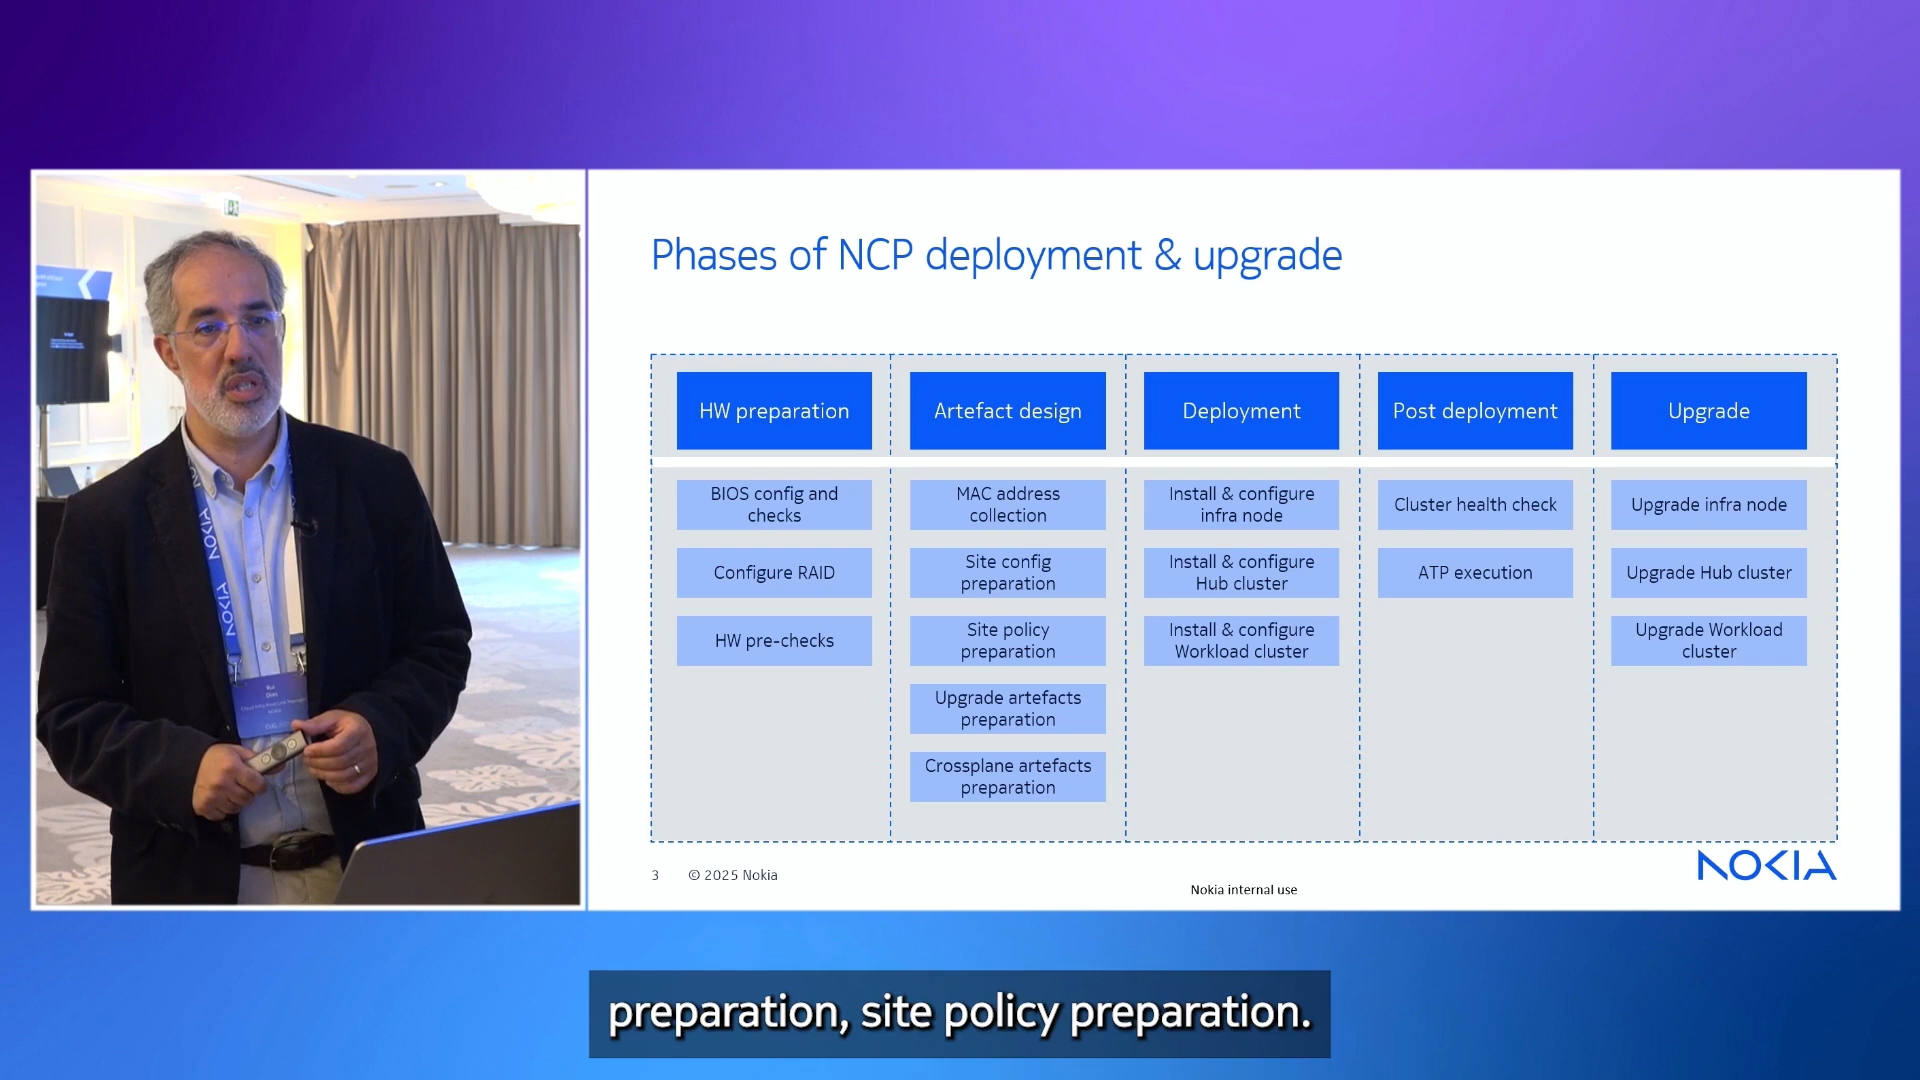 Phases of NCP deployment & upgrade
HW preparation
BIOS config and
checks
Configure RAID
HW pre-checks
Artefact design
MAC address
collection
Site config
preparation
Site policy
preparation
Upgrade artefacts
preparation
Crossplane artefacts
preparation
Deployment
Install & configure
infra node
Install & configure
Hub cluster
Install & configure
Workload cluster
Post deployment
Cluster health check
ATP execution
Upgrade
Upgrade infra node
Upgrade Hub cluster
Upgrade Workload
cluster
3
© 2025 Nokia
Nokia internal use
NOKIA
NOKIA
NOKIA
Rui
Dias
preparation, site policy preparation.